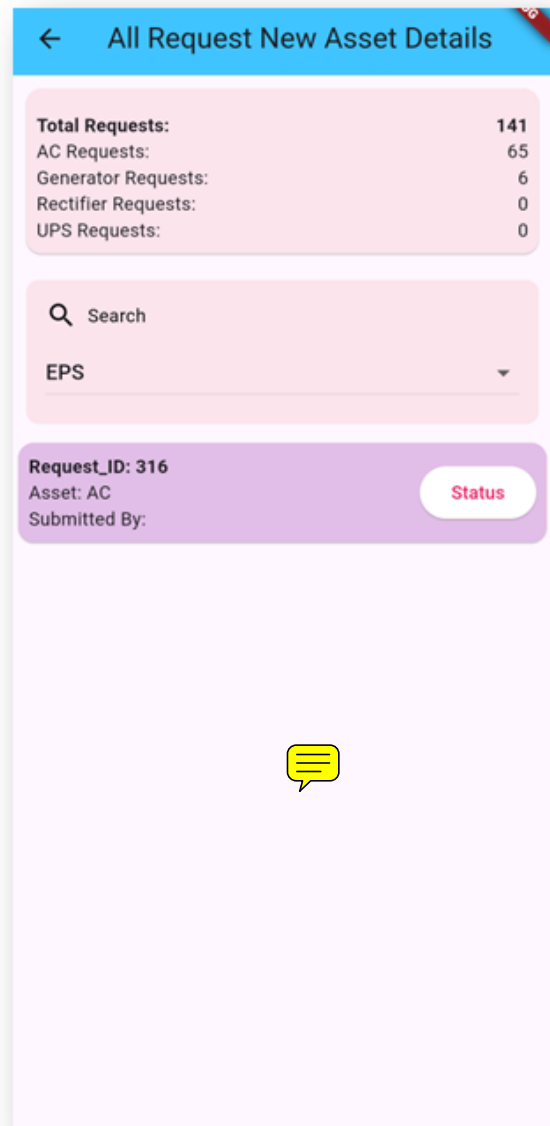 All Request New Asset Details
Total Requests: 141
AC Requests: 65
Generator Requests: 6
Rectifier Requests: 0
UPS Requests: 0
Search
EPS
Request_ID: 316
Asset: AC
Status
Submitted By: